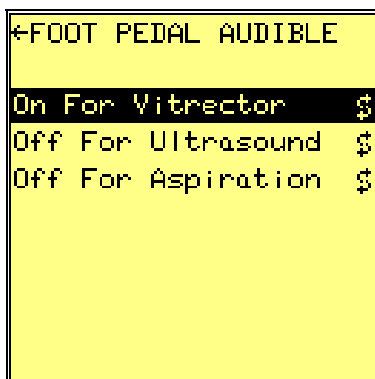 ←FOOT PEDAL AUDIBLE
On For Vitrector $
Off For Ultrasound $
Off For Aspiration $